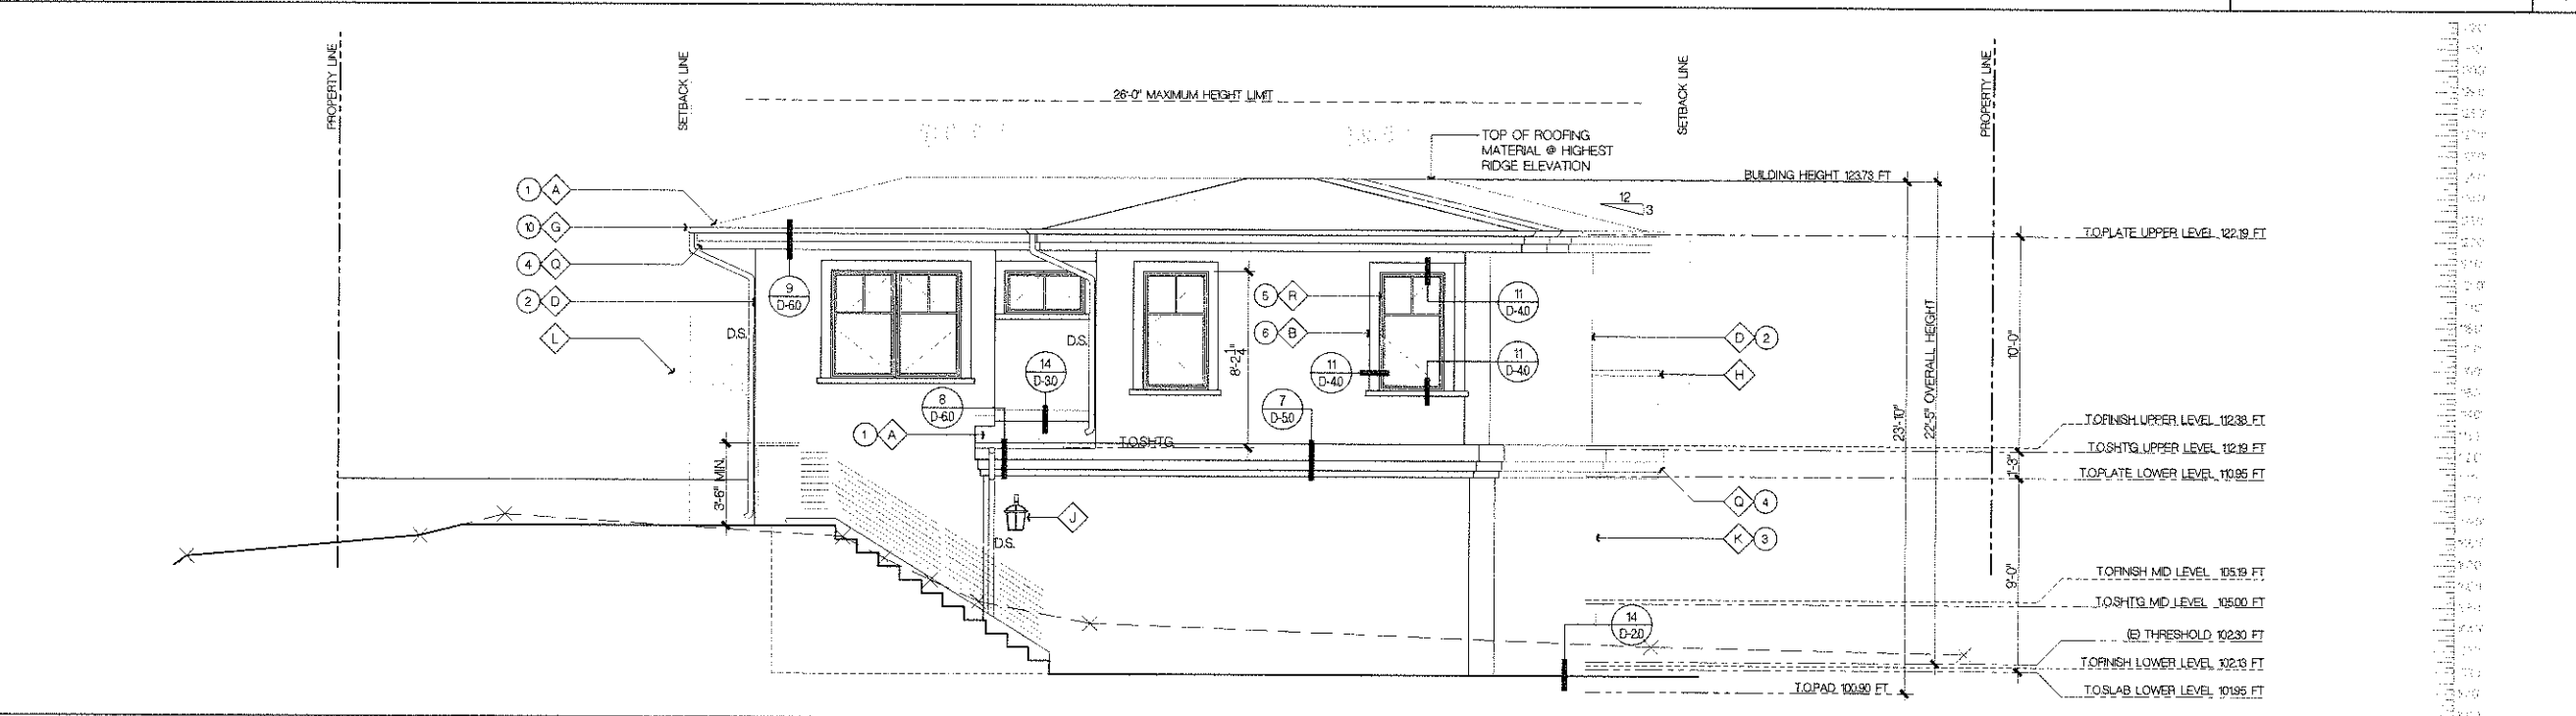 PROPERTY LINE
SETBACK LINE
26'-0" MAXIMUM HEIGHT LIMIT
SETBACK LINE
PROPERTY LINE
TOP OF ROOFING
MATERIAL @ HIGHEST
RIDGE ELEVATION
BUILDING HEIGHT 123.73 FT
1 A
10 G
4 Q
2 D
L
12
3
T.O.PLATE UPPER LEVEL 122.19 FT
9
D-6.0
D.S.
D.S.
14
D-3.0
8'-2 1/4"
5 R
6 B
11
D-4.0
11
D-4.0
11
D-4.0
D 2
H
22'-5" OVERALL HEIGHT
23'-10"
10'-0"
8
D-6.0
7
D-5.0
1 A
T.O.SHTG
T.O.FINISH UPPER LEVEL 112.38 FT
T.O.SHTG UPPER LEVEL 112.19 FT
1'-3"
T.O.PLATE LOWER LEVEL 110.95 FT
3'-6" MIN.
J
D.S.
Q 4
K 3
9'-0"
T.O.FINISH MID LEVEL 105.19 FT
T.O.SHTG MID LEVEL 105.00 FT
14
D-2.0
(E) THRESHOLD 102.30 FT
T.O.FINISH LOWER LEVEL 102.13 FT
T.O.SLAB LOWER LEVEL 101.95 FT
T.O.PAD 100.90 FT